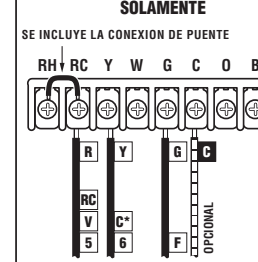 SOLAMENTE
SE INCLUYE LA CONEXION DE PUENTE
RH RC Y W G C O B
R Y G C
RC
V C*
5 6 F
OPCIONAL